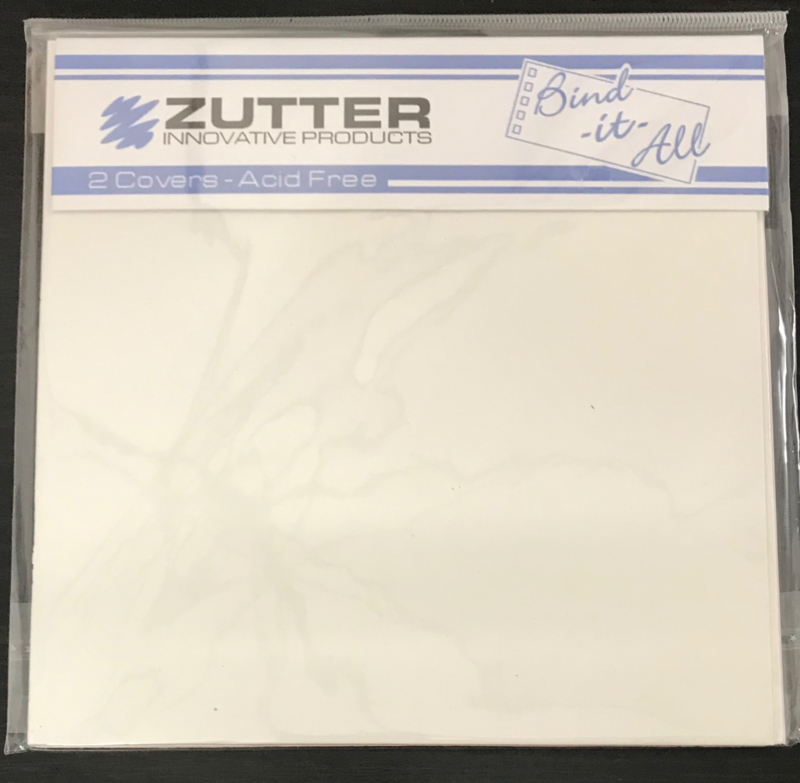 ZUTTER
INNOVATIVE PRODUCTS
Bind
-it-
All
2 Covers - Acid Free